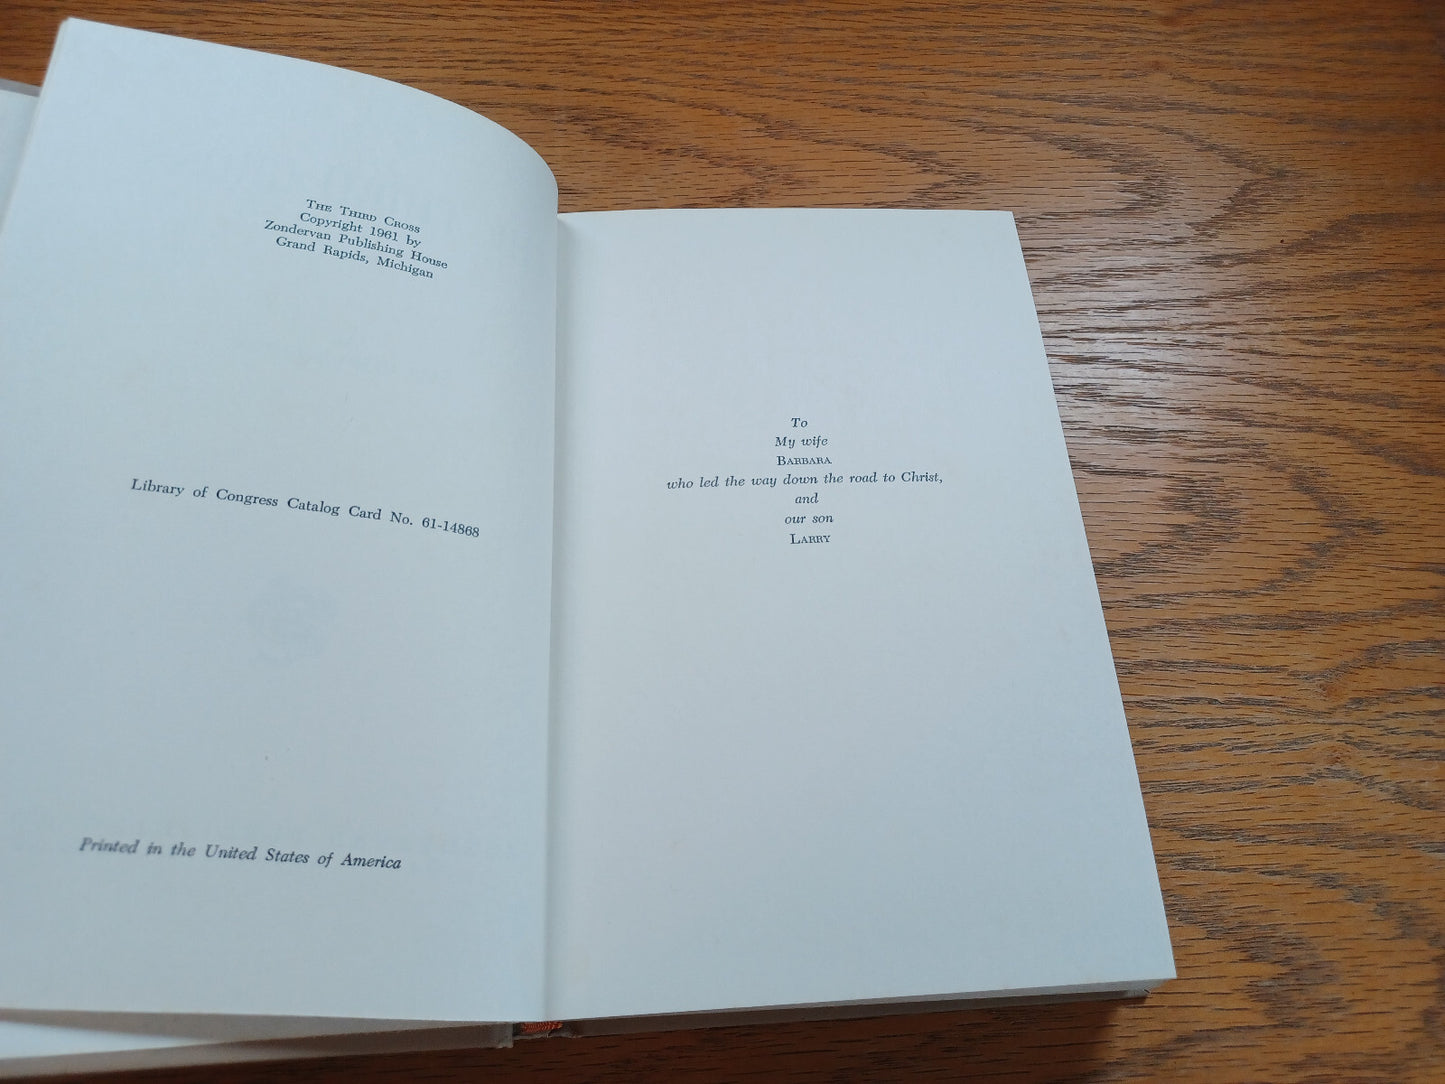 The Third Cross
Copyright 1961 by
Zondervan Publishing House
Grand Rapids, Michigan
Library of Congress Catalog Card No. 61-14868
Printed in the United States of America
To
My wife
Barbara
who led the way down the road to Christ,
and
our son
Larry